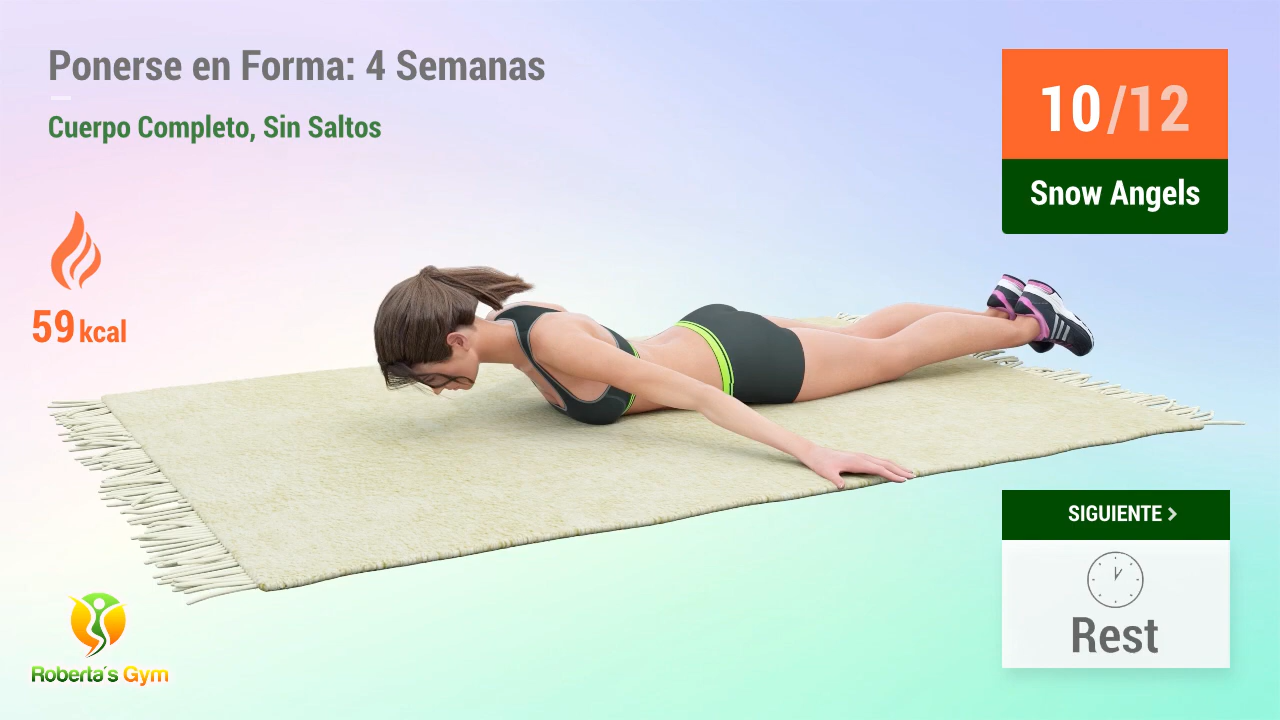 Ponerse en Forma: 4 Semanas
Cuerpo Completo, Sin Saltos
10/12
Snow Angels
59 kcal
SIGUIENTE >
Rest
Roberta´s Gym